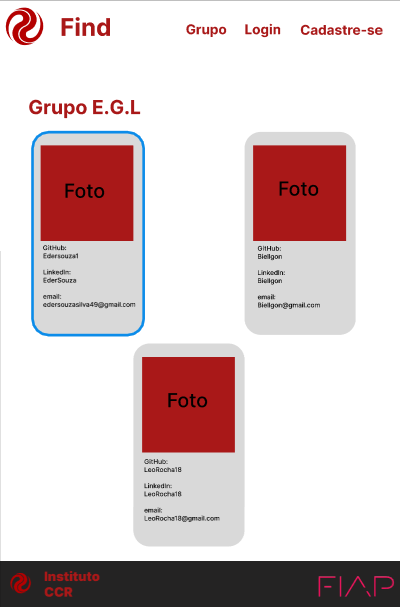 Find
Grupo Login Cadastre-se
Grupo E.G.L
Foto
GitHub:
Edersouza1
LinkedIn:
EderSouza
email:
edersouzasilva49@gmail.com
Foto
GitHub:
Biellgon
LinkedIn:
Biellgon
email:
Biellgon@gmail.com
Foto
GitHub:
LeoRocha18
LinkedIn:
LeoRocha18
email:
LeoRocha18@gmail.com
Instituto
CCR
FIAP